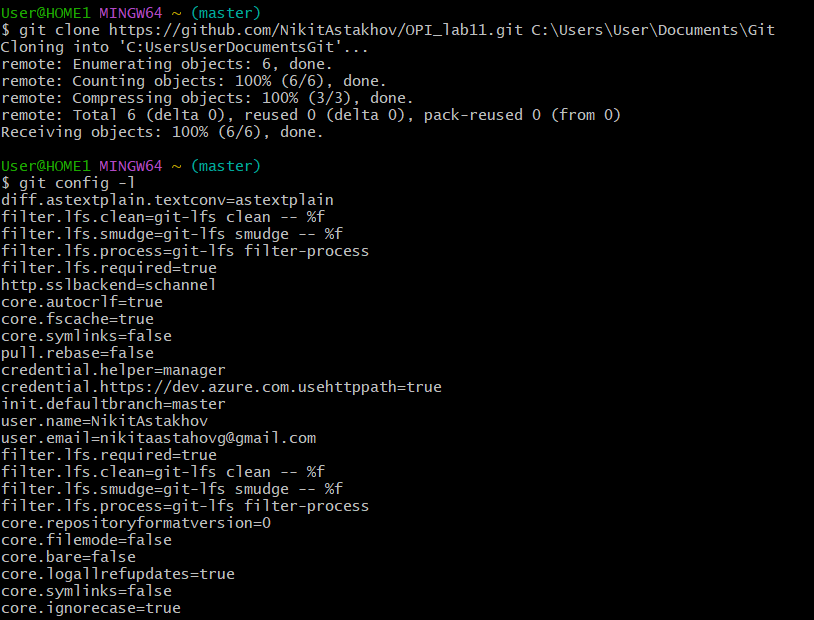 User@HOME1 MINGW64 ~ (master)
$ git clone https://github.com/NikitAstakhov/OPI_lab11.git C:\Users\User\Documents\Git
Cloning into 'C:UsersUserDocumentsGit'...
remote: Enumerating objects: 6, done.
remote: Counting objects: 100% (6/6), done.
remote: Compressing objects: 100% (3/3), done.
remote: Total 6 (delta 0), reused 0 (delta 0), pack-reused 0 (from 0)
Receiving objects: 100% (6/6), done.
User@HOME1 MINGW64 ~ (master)
$ git config -l
diff.astextplain.textconv=astextplain
filter.lfs.clean=git-lfs clean -- %f
filter.lfs.smudge=git-lfs smudge -- %f
filter.lfs.process=git-lfs filter-process
filter.lfs.required=true
http.sslbackend=schannel
core.autocrlf=true
core.fscache=true
core.symlinks=false
pull.rebase=false
credential.helper=manager
credential.https://dev.azure.com.usehttppath=true
init.defaultbranch=master
user.name=NikitAstakhov
user.email=nikitaastahovg@gmail.com
filter.lfs.required=true
filter.lfs.clean=git-lfs clean -- %f
filter.lfs.smudge=git-lfs smudge -- %f
filter.lfs.process=git-lfs filter-process
core.repositoryformatversion=0
core.filemode=false
core.bare=false
core.logallrefupdates=true
core.symlinks=false
core.ignorecase=true